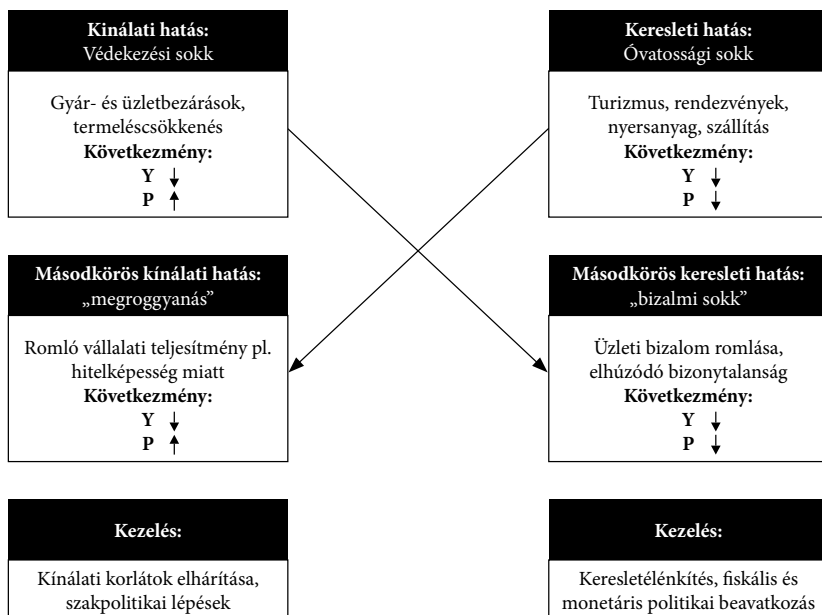 Kinálati hatás:
Védekezési sokk
Gyár- és üzletbezárások,
termeléscsökkenés
Következmény:
Y ↓
P ↑
Keresleti hatás:
Óvatossági sokk
Turizmus, rendezvények,
nyersanyag, szállítás
Következmény:
Y ↓
P ↓
Másodkörös kínálati hatás:
„megroggyanás”
Romló vállalati teljesítmény pl.
hitelképesség miatt
Következmény:
Y ↓
P ↑
Másodkörös keresleti hatás:
„bizalmi sokk”
Üzleti bizalom romlása,
elhúzódó bizonytalanság
Következmény:
Y ↓
P ↓
Kezelés:
Kínálati korlátok elhárítása,
szakpolitikai lépések
Kezelés:
Keresletélénkítés, fiskális és
monetáris politikai beavatkozás